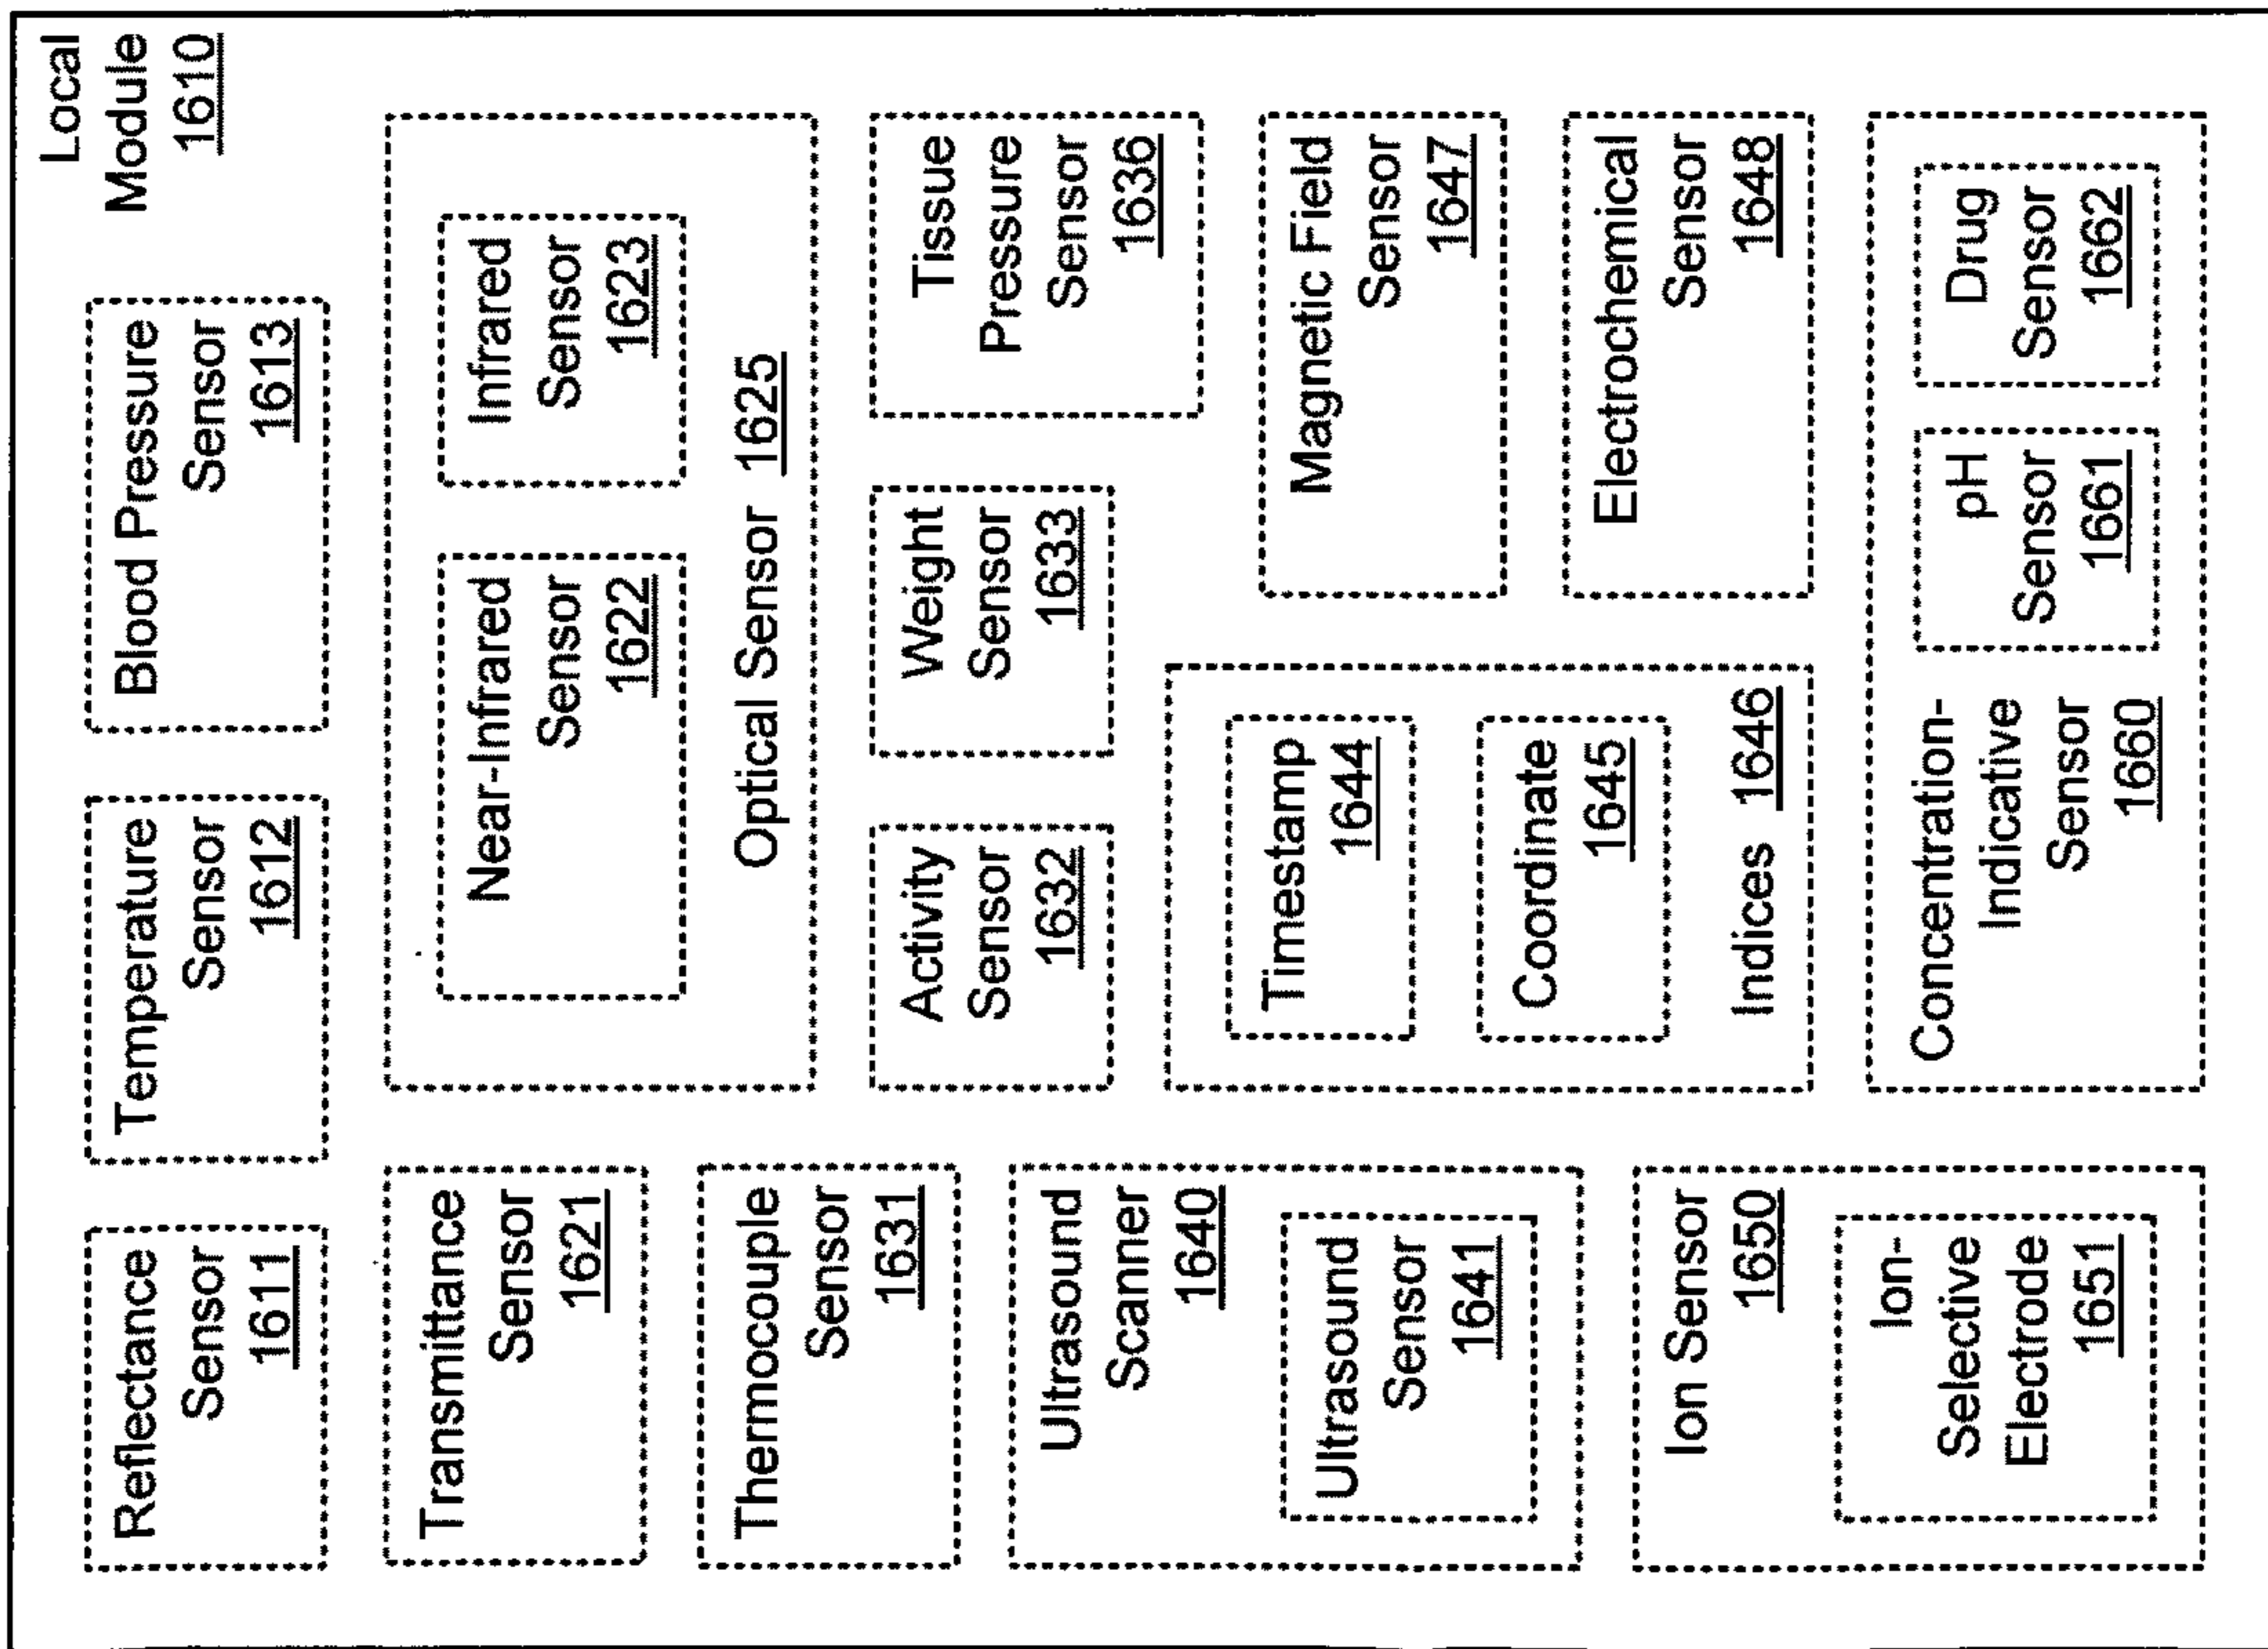 Local
Module
1610
Reflectance
Sensor
1611
Temperature
Sensor
1612
Blood Pressure
Sensor
1613
Transmittance
Sensor
1621
Near-Infrared
Sensor
1622
Infrared
Sensor
1623
Optical Sensor 1625
Thermocouple
Sensor
1631
Activity
Sensor
1632
Weight
Sensor
1633
Tissue
Pressure
Sensor
1636
Ultrasound
Scanner
1640
Ultrasound
Sensor
1641
Timestamp
1644
Coordinate
1645
Indices 1646
Magnetic Field
Sensor
1647
Electrochemical
Sensor
1648
Ion Sensor
1650
Ion-
Selective
Electrode
1651
Concentration-
Indicative
Sensor
1660
pH
Sensor
1661
Drug
Sensor
1662